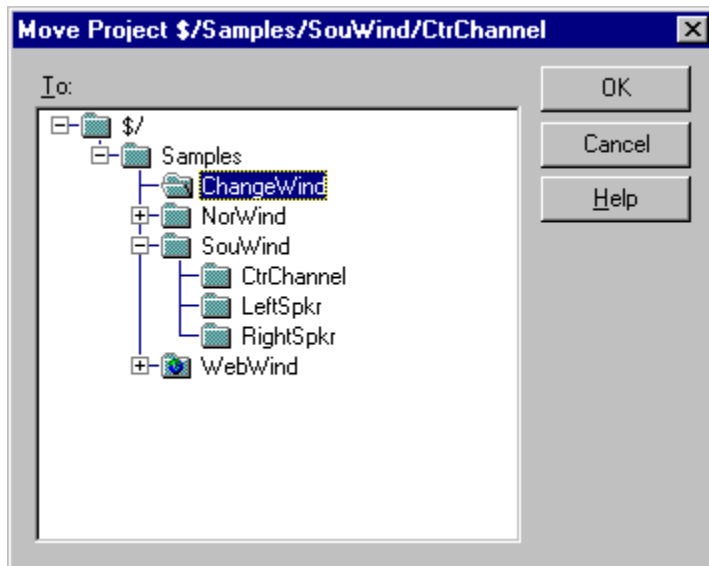 Move Project $/Samples/SouWind/CtrChannel
To:
$/
Samples
ChangeWind
NorWind
SouWind
CtrChannel
LeftSpkr
RightSpkr
WebWind
OK
Cancel
Help